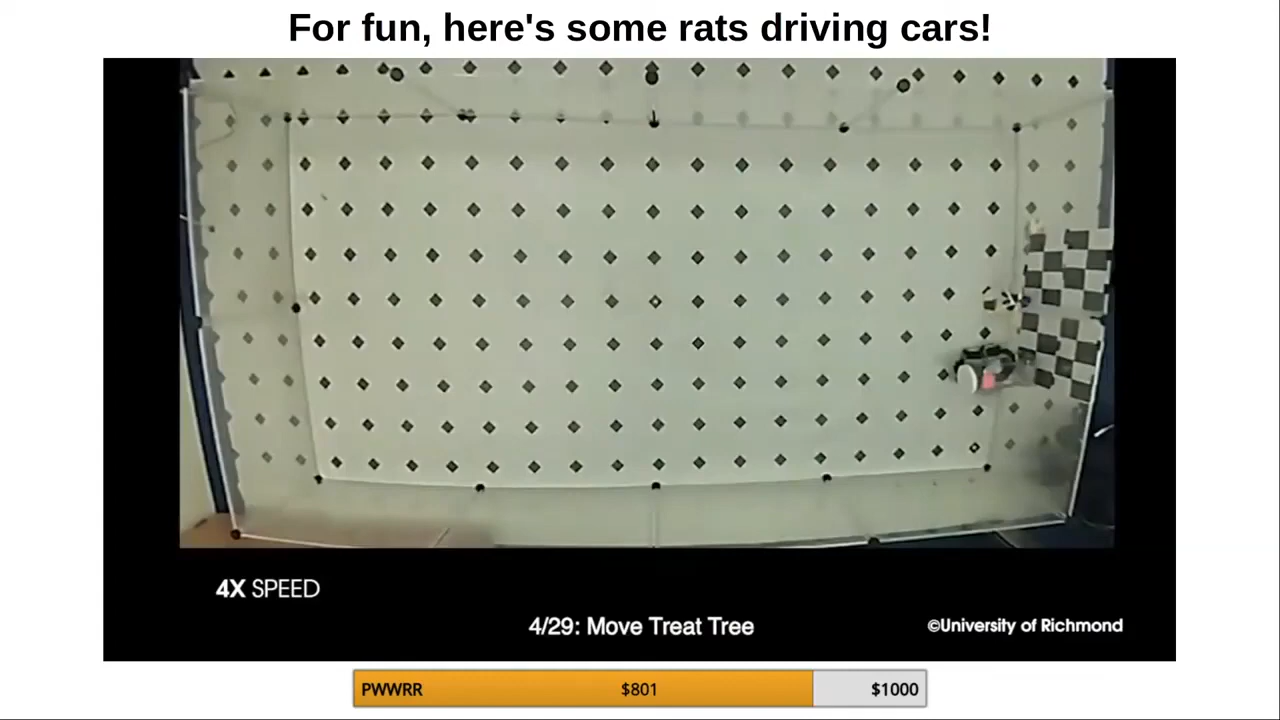 For fun, here's some rats driving cars!
4X SPEED
4/29: Move Treat Tree
©University of Richmond
PWWRR $801 $1000